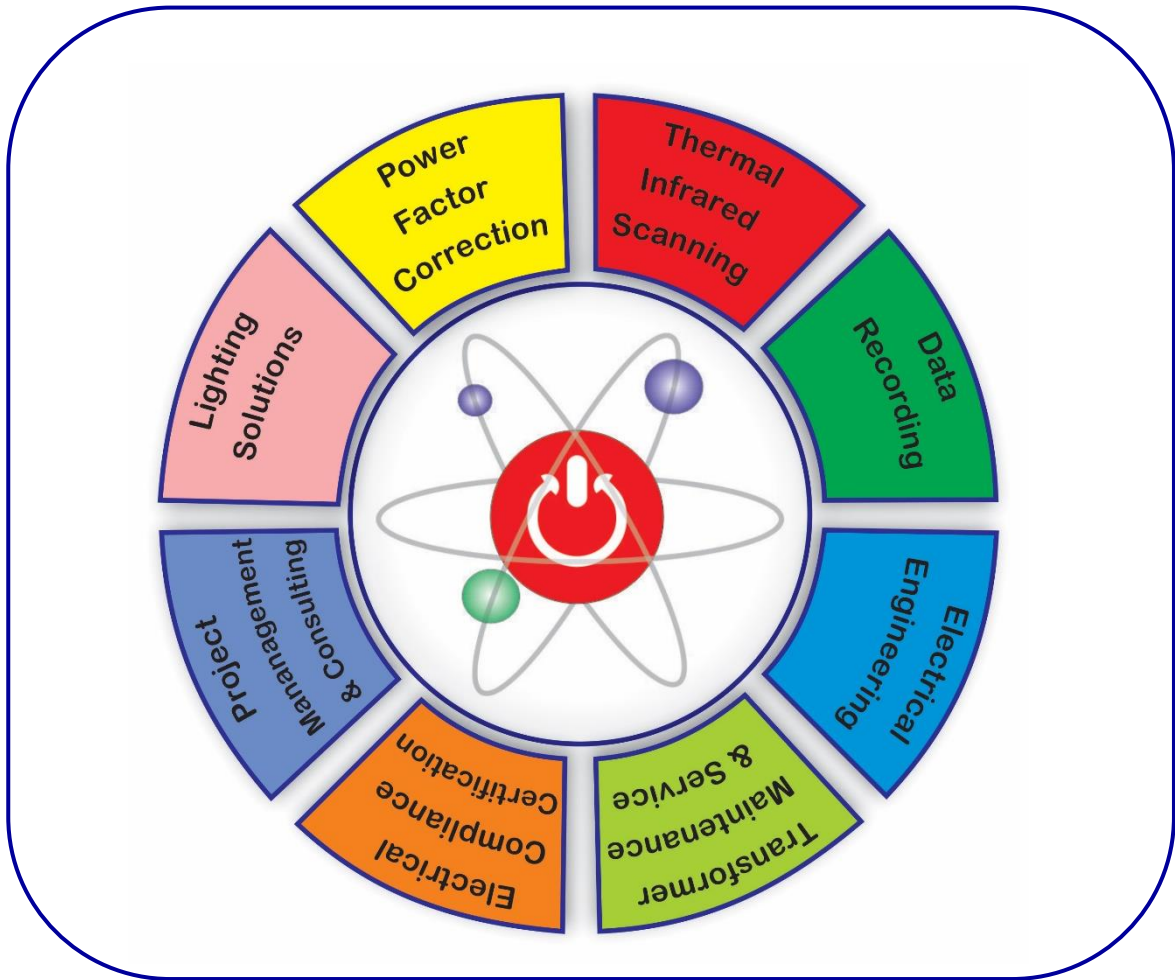 Thermal
Infrared
Scanning
Data
Recording
Electrical
Engineering
Transformer
Maintenance
& Service
Electrical
Compliance
Certification
Project
Mananagement
& Consulting
Lighting
Solutions
Power
Factor
Correction